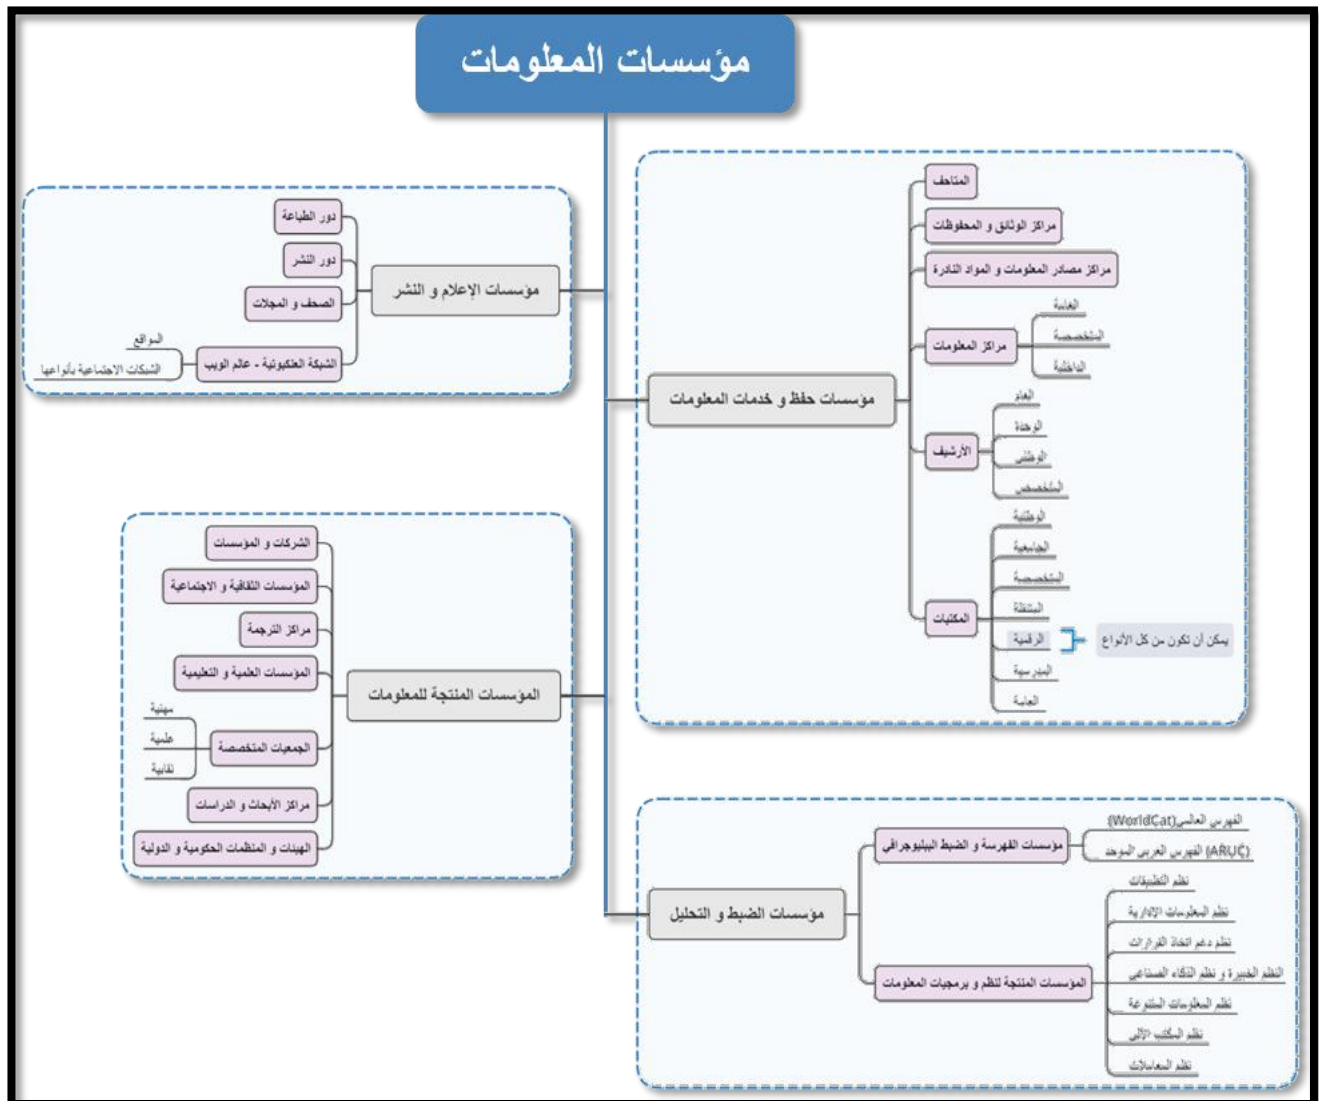 مؤسسات المعلومات
مؤسسات حفظ و خدمات المعلومات
المتاحف
مراكز الوثائق و المحفوظات
مراكز مصادر المعلومات و المواد النادرة
مراكز المعلومات
العامة
المتخصصة
الداخلية
الأرشيف
العام
الوحدة
الوطني
المتخصص
المكتبات
الوطنية
الجامعية
المتخصصة
المتنقلة
الرقمية
يمكن أن تكون من كل الأنواع
المدرسية
العامة
مؤسسات الإعلام و النشر
دور الطباعة
دور النشر
الصحف و المجلات
الشبكة العنكبوتية - عالم الويب
المواقع
الشبكات الاجتماعية بأنواعها
المؤسسات المنتجة للمعلومات
الشركات و المؤسسات
المؤسسات الثقافية و الاجتماعية
مراكز الترجمة
المؤسسات العلمية و التعليمية
الجمعيات المتخصصة
مهنية
علمية
نقابية
مراكز الأبحاث و الدراسات
الهيئات و المنظمات الحكومية و الدولية
مؤسسات الضبط و التحليل
مؤسسات الفهرسة و الضبط الببليوجرافي
الفهرس العالمي(WorldCat)
(ARUC) الفهرس العربي الموحد
المؤسسات المنتجة لنظم و برمجيات المعلومات
نظم التطبيقات
نظم المعلومات الإدارية
نظم دعم اتخاذ القرارات
النظم الخبيرة و نظم الذكاء الصناعي
نظم المعلومات المتنوعة
نظم المكتب الآلي
نظم المعاملات